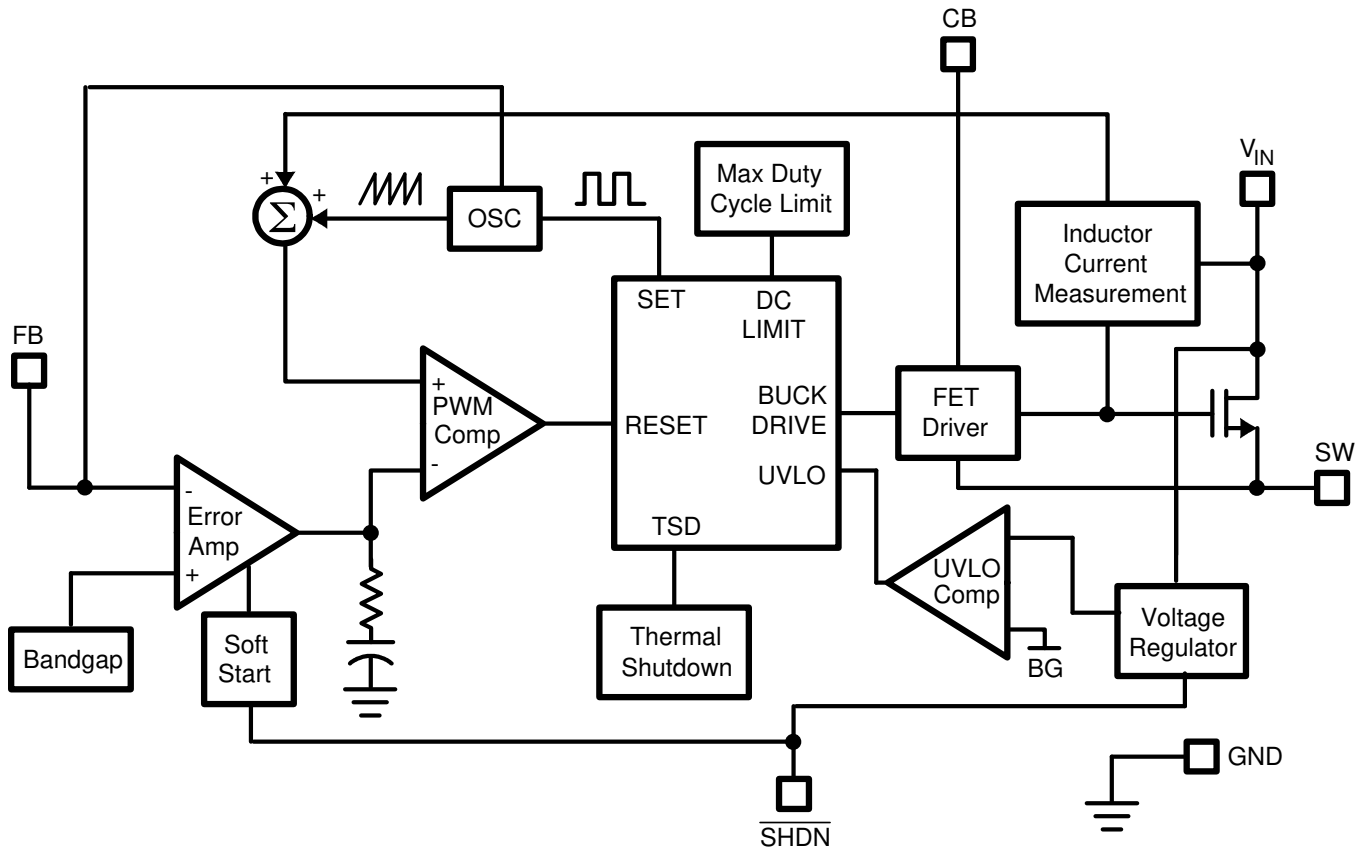 CB
V_IN
+
+
Σ
OSC
Max Duty
Cycle Limit
Inductor
Current
Measurement
SET
DC
LIMIT
FB
+
PWM
Comp
-
RESET
BUCK
DRIVE
FET
Driver
UVLO
SW
-
Error
Amp
+
TSD
UVLO
Comp
Bandgap
Soft
Start
Thermal
Shutdown
BG
Voltage
Regulator
GND
SHDN